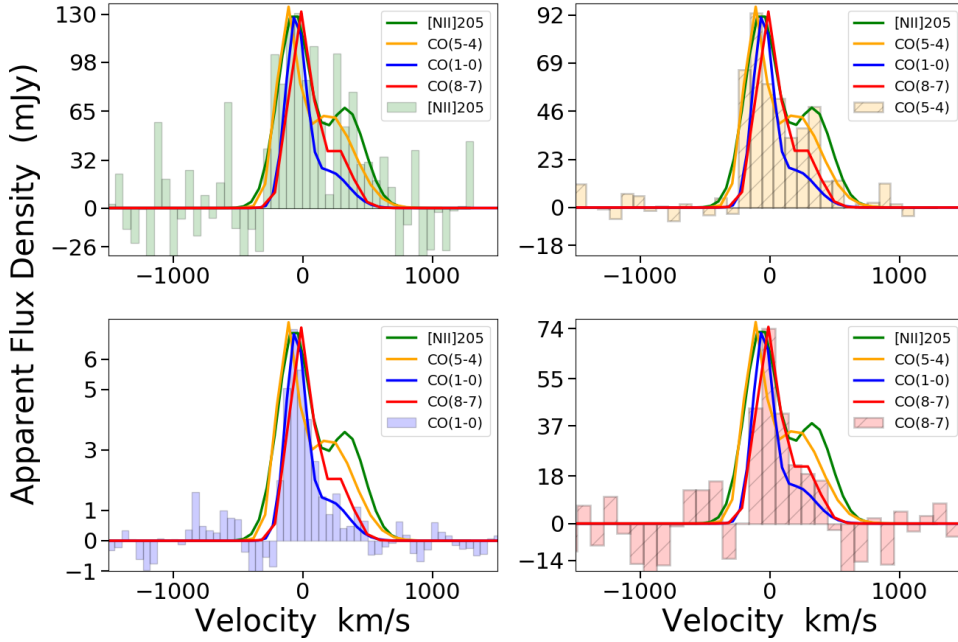 Apparent Flux Density (mJy)
130
98
65
32
0
−26
−1000
0
1000
[NII]205
CO(5-4)
CO(1-0)
CO(8-7)
[NII]205
92
69
46
23
0
−18
−1000
0
1000
[NII]205
CO(5-4)
CO(1-0)
CO(8-7)
CO(5-4)
6
5
3
1
0
−1
−1000
0
1000
[NII]205
CO(5-4)
CO(1-0)
CO(8-7)
CO(1-0)
Velocity km/s
74
55
37
18
0
−14
−1000
0
1000
[NII]205
CO(5-4)
CO(1-0)
CO(8-7)
CO(8-7)
Velocity km/s